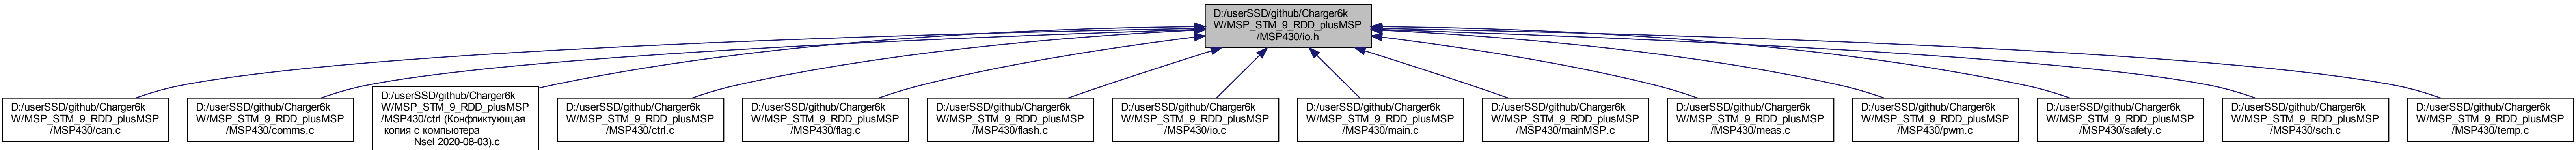 D:/userSSD/github/Charger6k
W/MSP_STM_9_RDD_plusMSP
/MSP430/io.h
D:/userSSD/github/Charger6k
W/MSP_STM_9_RDD_plusMSP
/MSP430/can.c
D:/userSSD/github/Charger6k
W/MSP_STM_9_RDD_plusMSP
/MSP430/comms.c
D:/userSSD/github/Charger6k
W/MSP_STM_9_RDD_plusMSP
/MSP430/ctrl (Конфликтующая
копия с компьютера
Nsel 2020-08-03).c
D:/userSSD/github/Charger6k
W/MSP_STM_9_RDD_plusMSP
/MSP430/ctrl.c
D:/userSSD/github/Charger6k
W/MSP_STM_9_RDD_plusMSP
/MSP430/flag.c
D:/userSSD/github/Charger6k
W/MSP_STM_9_RDD_plusMSP
/MSP430/flash.c
D:/userSSD/github/Charger6k
W/MSP_STM_9_RDD_plusMSP
/MSP430/io.c
D:/userSSD/github/Charger6k
W/MSP_STM_9_RDD_plusMSP
/MSP430/main.c
D:/userSSD/github/Charger6k
W/MSP_STM_9_RDD_plusMSP
/MSP430/mainMSP.c
D:/userSSD/github/Charger6k
W/MSP_STM_9_RDD_plusMSP
/MSP430/meas.c
D:/userSSD/github/Charger6k
W/MSP_STM_9_RDD_plusMSP
/MSP430/pwm.c
D:/userSSD/github/Charger6k
W/MSP_STM_9_RDD_plusMSP
/MSP430/safety.c
D:/userSSD/github/Charger6k
W/MSP_STM_9_RDD_plusMSP
/MSP430/sch.c
D:/userSSD/github/Charger6k
W/MSP_STM_9_RDD_plusMSP
/MSP430/temp.c